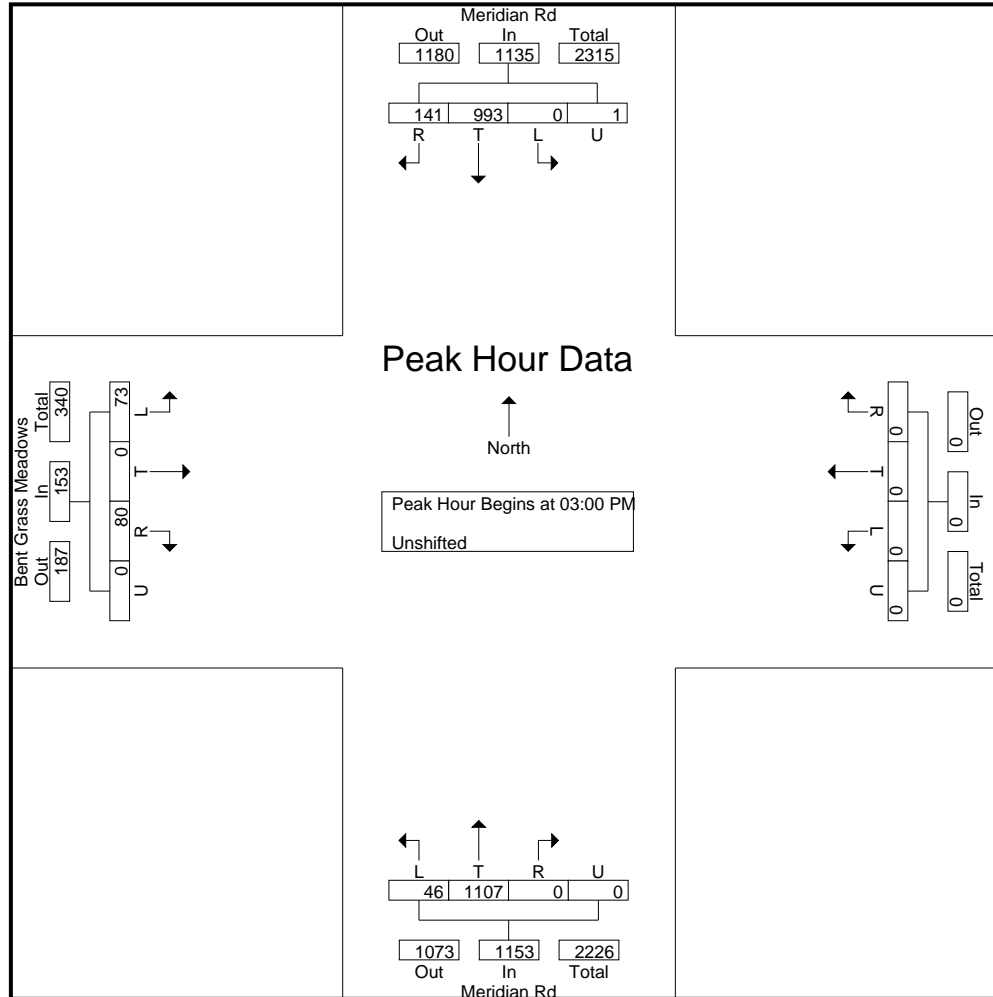 Meridian Rd
Out In Total
1180 1135 2315
141 993 0 1
R T L U
Peak Hour Data
North
Peak Hour Begins at 03:00 PM
Unshifted
Bent Grass Meadows
Out In Total
187 153 340
73 0 80 0
L T R U
R T L U
0 0 0 0
Out In Total
0 0 0
L T R U
46 1107 0 0
1073 1153 2226
Out In Total
Meridian Rd